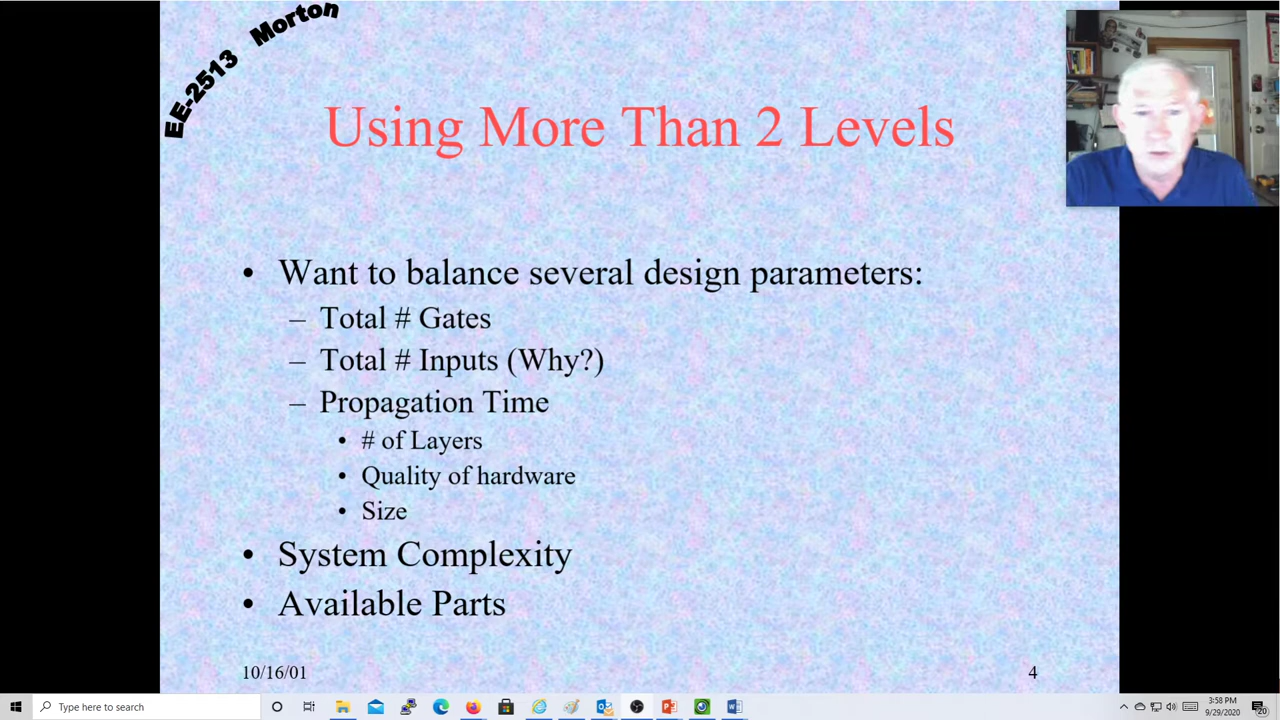 EE-2513 Morton
Using More Than 2 Levels
• Want to balance several design parameters:
– Total # Gates
– Total # Inputs (Why?)
– Propagation Time
• # of Layers
• Quality of hardware
• Size
• System Complexity
• Available Parts
10/16/01
4
Type here to search
3:58 PM
9/29/2020
20